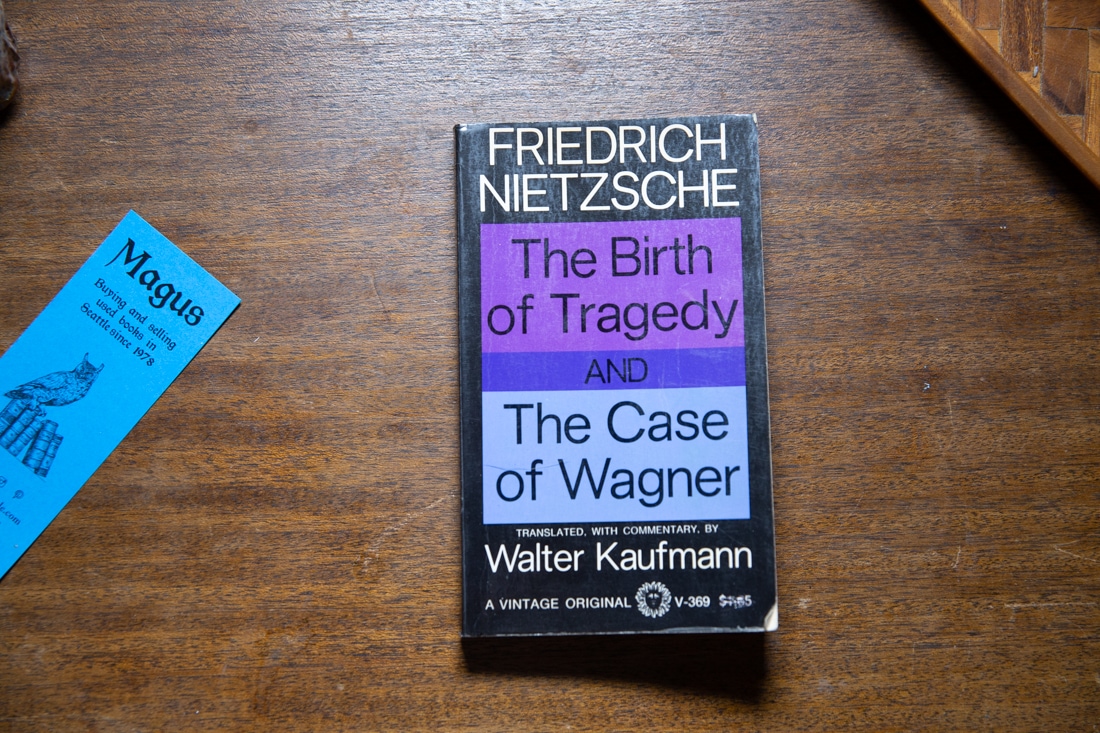 Magus
Buying and selling
used books in
Seattle since 1978
FRIEDRICH
NIETZSCHE
The Birth
of Tragedy
AND
The Case
of Wagner
TRANSLATED, WITH COMMENTARY, BY
Walter Kaufmann
A VINTAGE ORIGINAL V-369